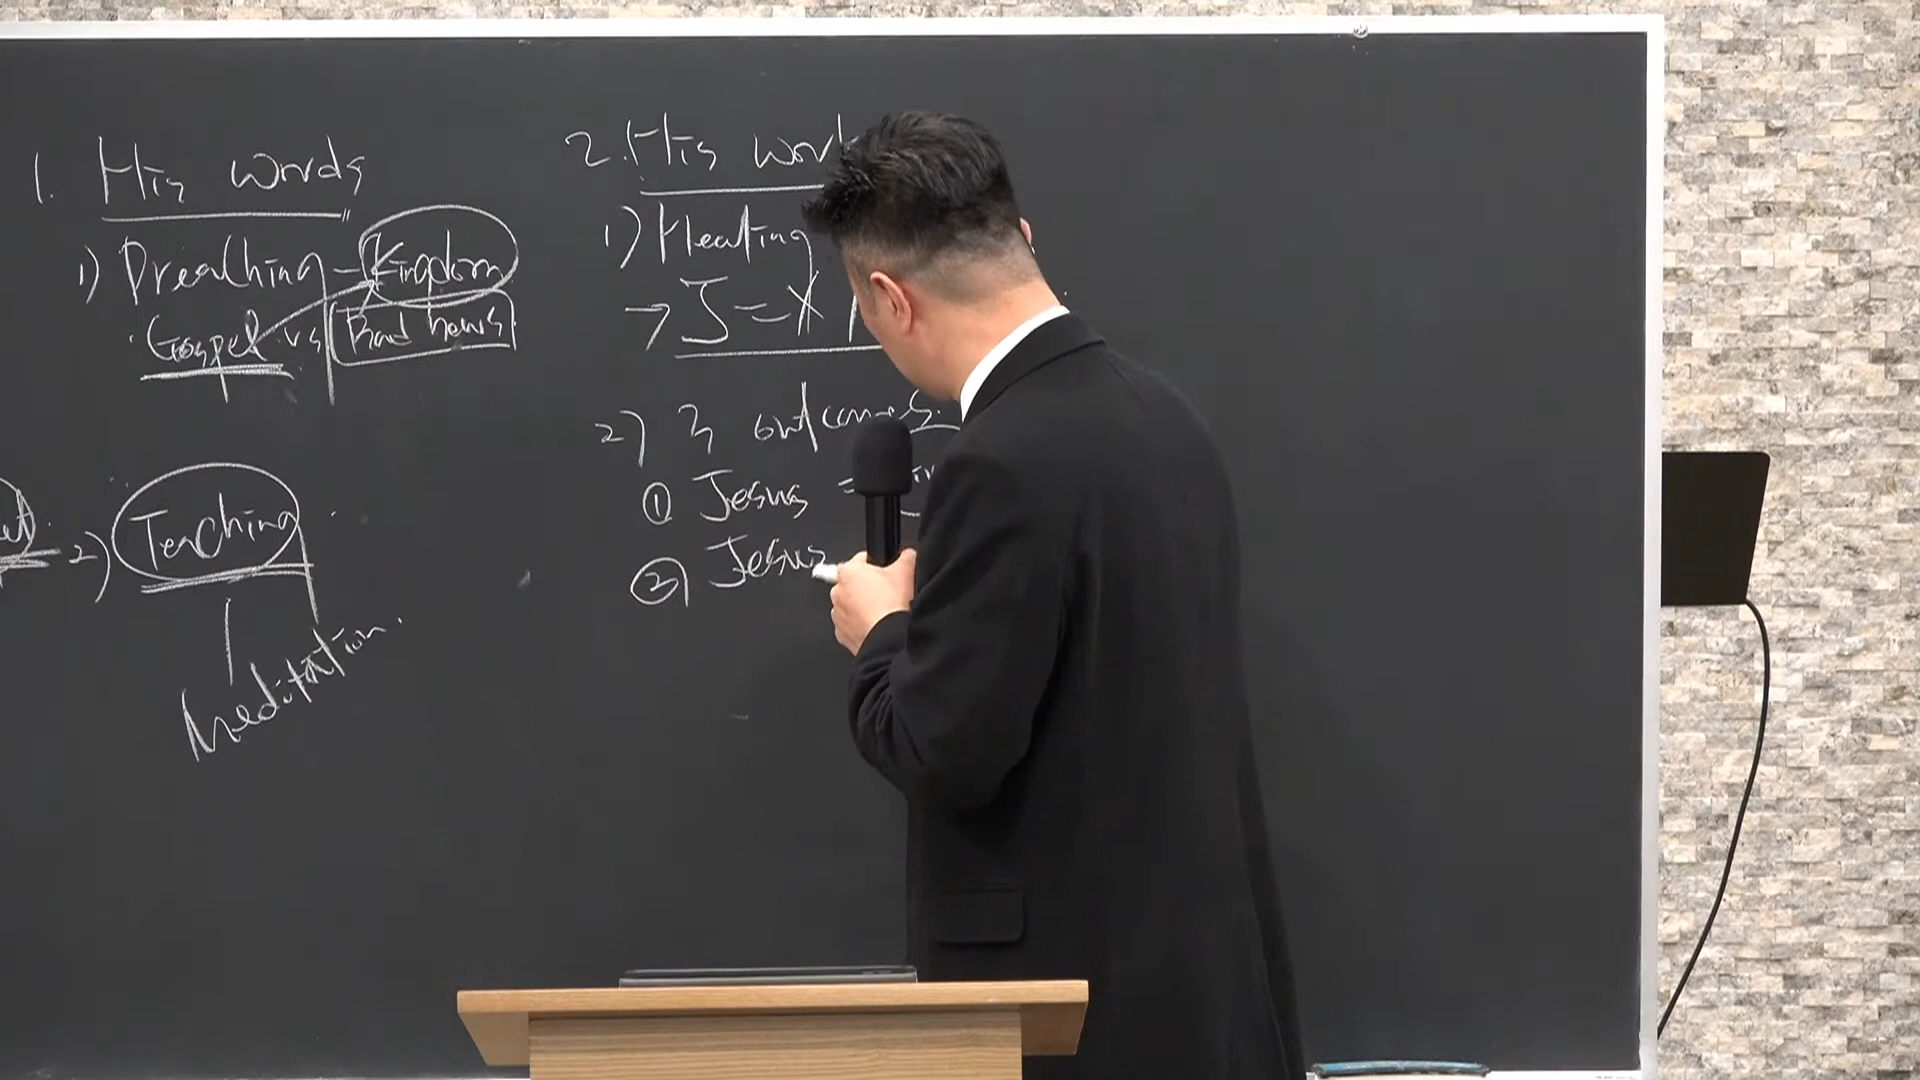 1. His words
1) Preaching - Kingdom
· Gospel vs Bad news
2) Teaching
Meditation.
2. His
1) Healing
→ J = X
2) 3 outcomes.
① Jesus =
② Jesus